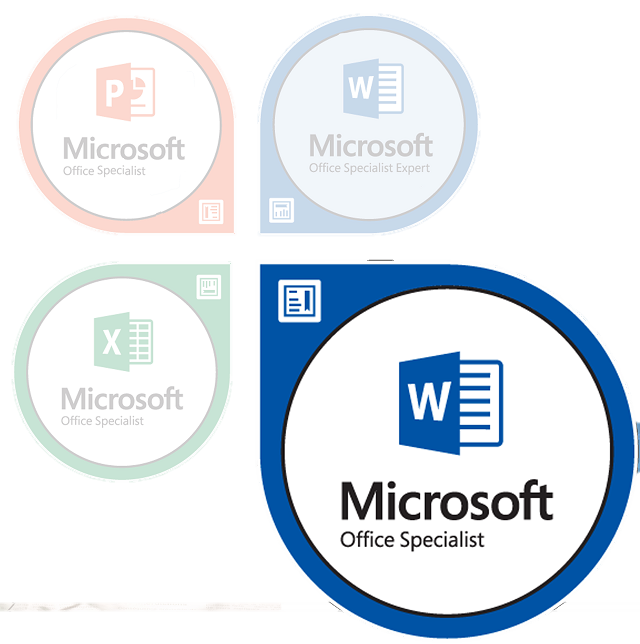 P
Microsoft
Office Specialist
W
Microsoft
Office Specialist Expert
X
Microsoft
Office Specialist
W
Microsoft
Office Specialist